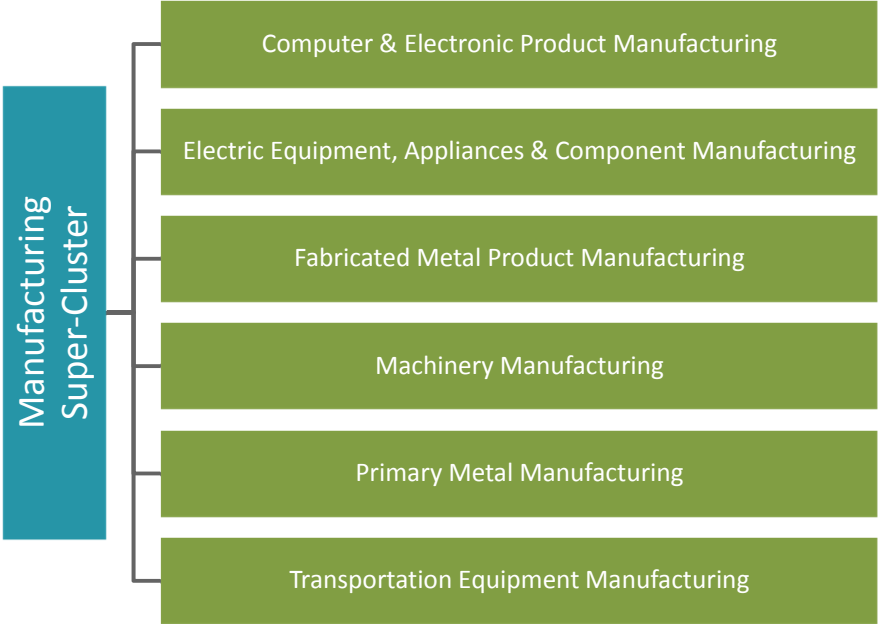 Manufacturing
Super-Cluster
Computer & Electronic Product Manufacturing
Electric Equipment, Appliances & Component Manufacturing
Fabricated Metal Product Manufacturing
Machinery Manufacturing
Primary Metal Manufacturing
Transportation Equipment Manufacturing